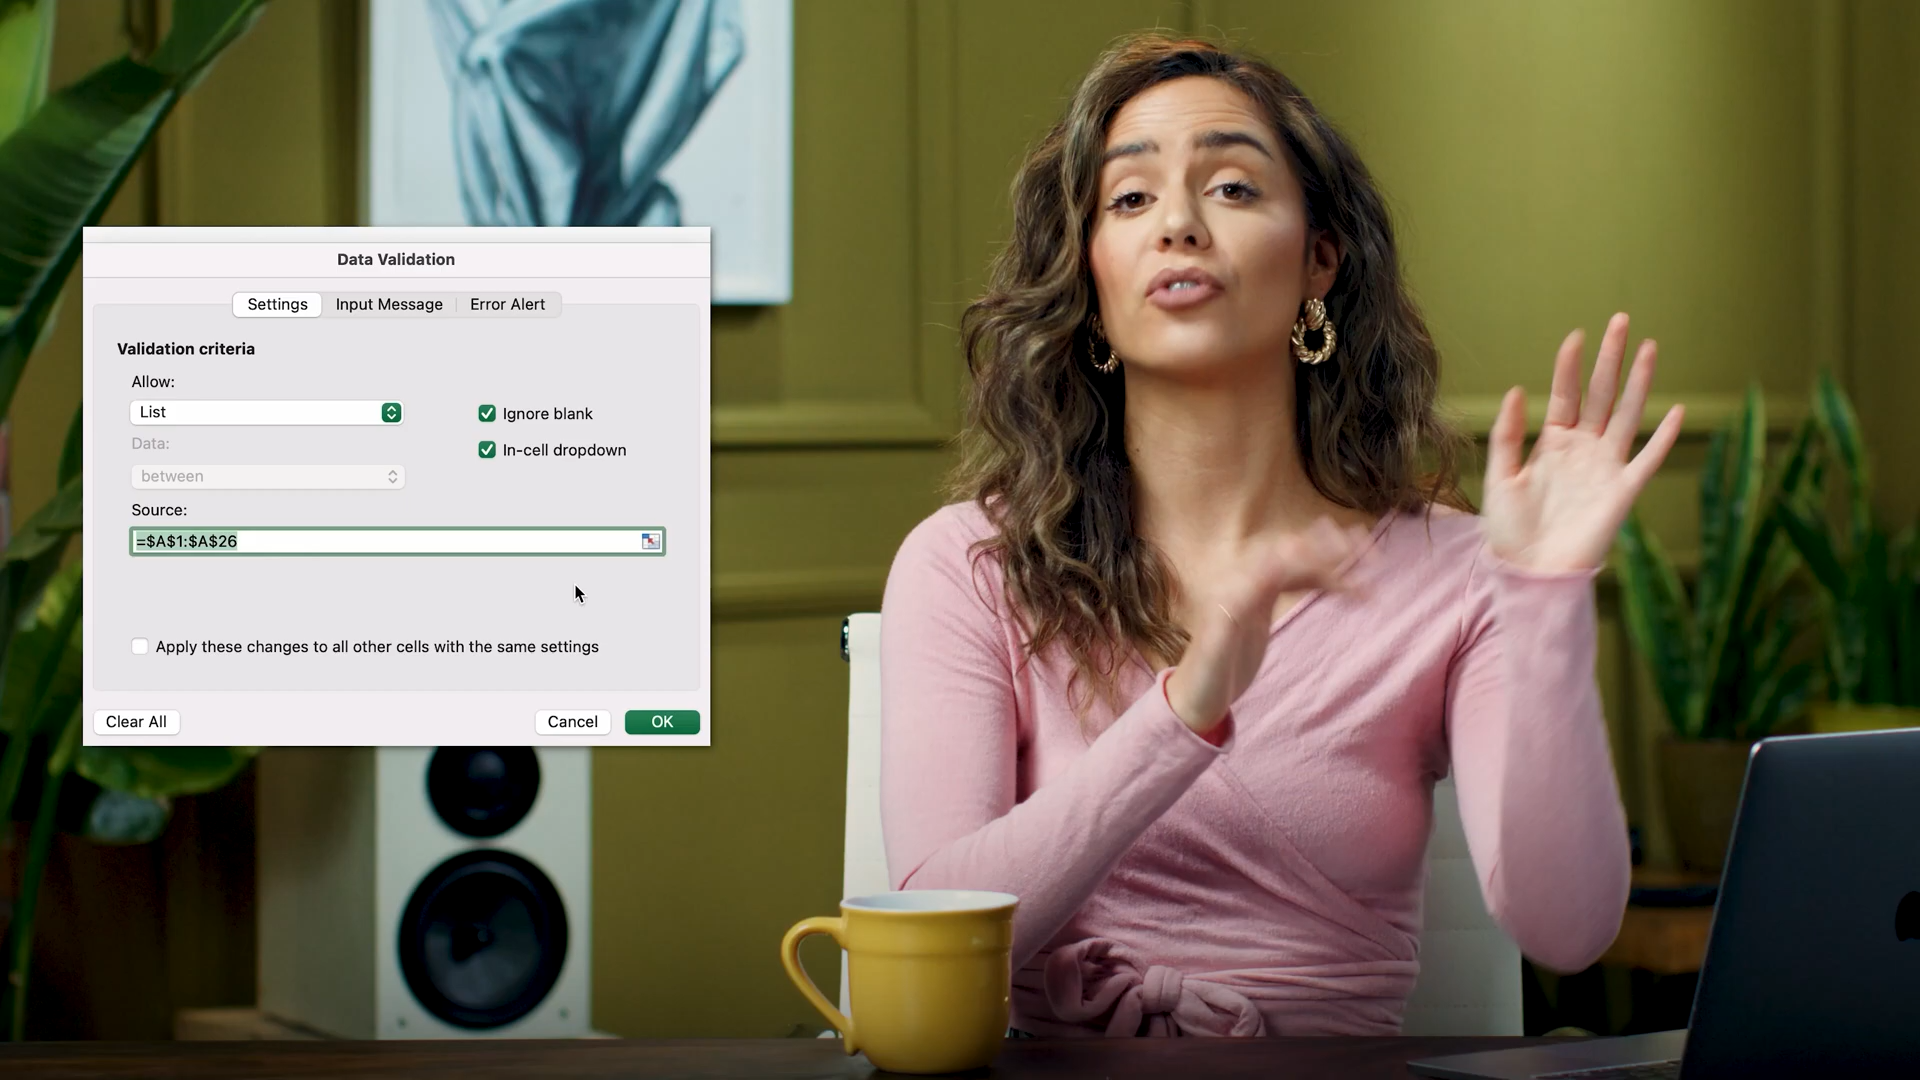 Data Validation
Settings Input Message Error Alert
Validation criteria
Allow:
List
Ignore blank
Data:
In-cell dropdown
between
Source:
=$A$1:$A$26
Apply these changes to all other cells with the same settings
Clear All Cancel OK